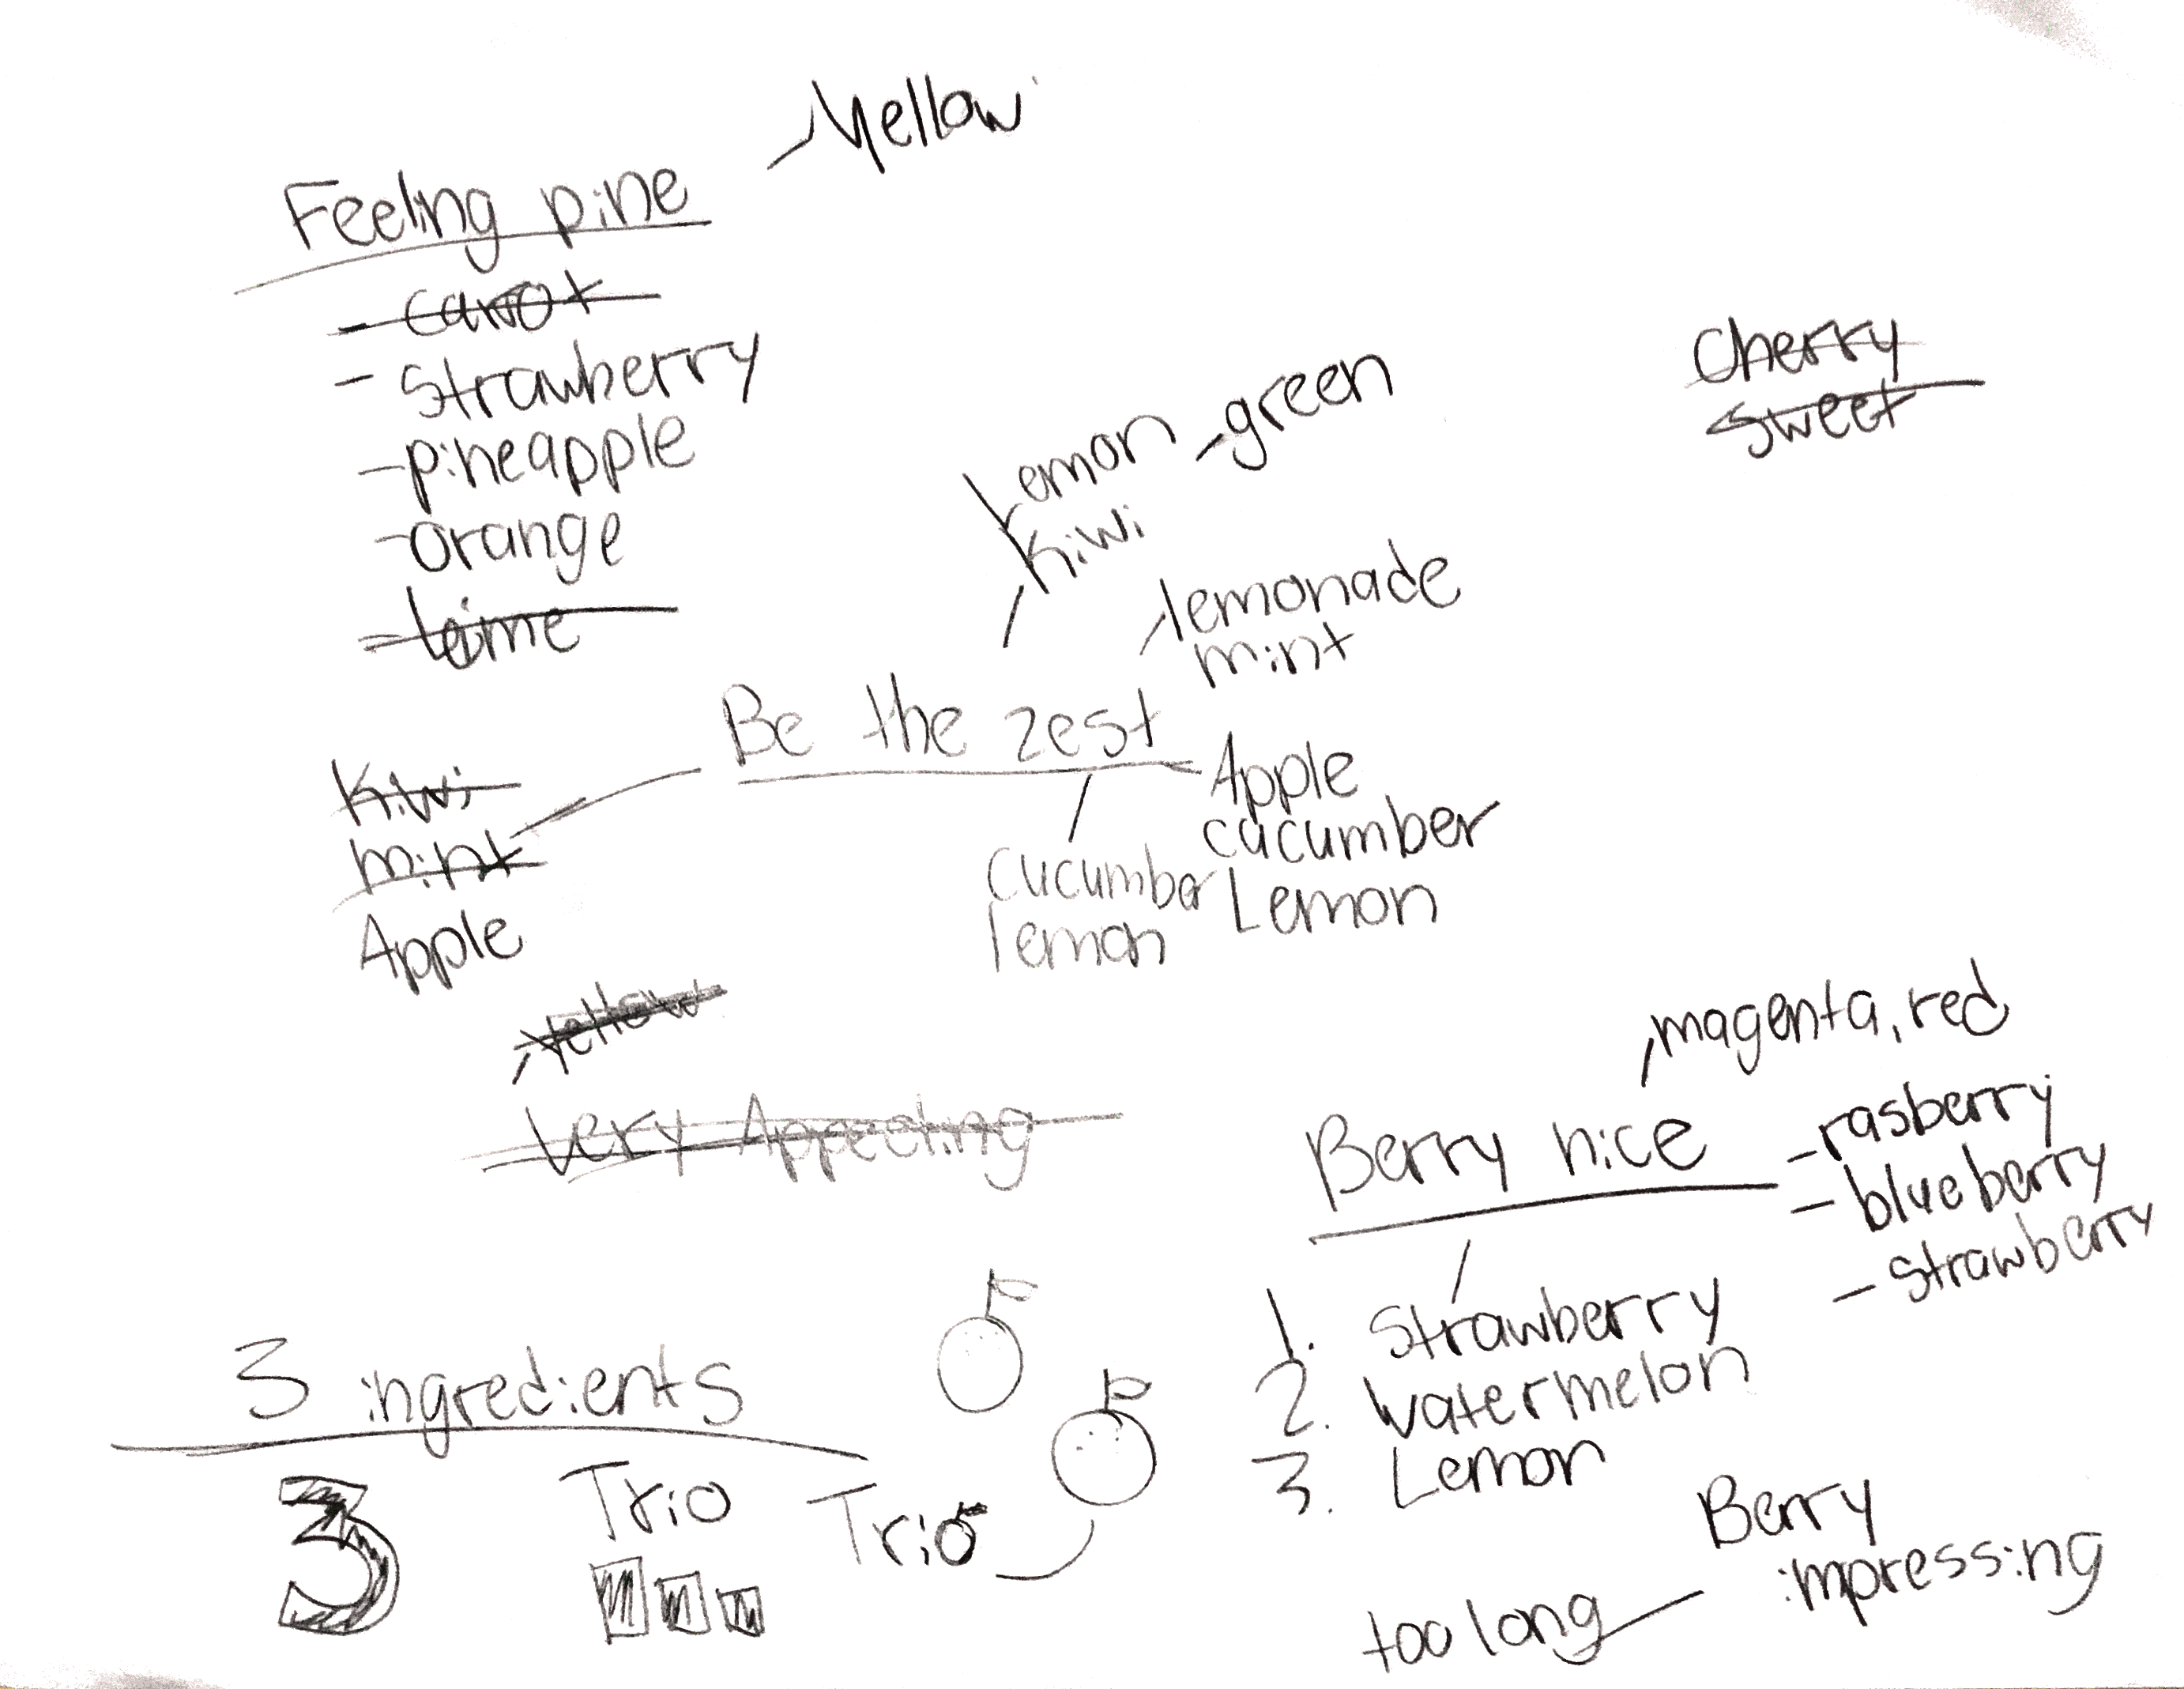 Yellow
Feeling pine
- carrot
- strawberry
- pineapple
- orange
- lime
Cherry
sweet
Lemon - green
kiwi
lemonade
mint
Be the zest
Kiwi
mint
Apple
cucumber
lemon
Apple
cucumber
Lemon
Yellow
Very Appeeling
magenta, red
Berry nice
- rasberry
- blueberry
- strawberry
1. Strawberry
2. Watermelon
3. Lemon
3 ingredients
3
Trio
Trio
Berry
impressing
too long